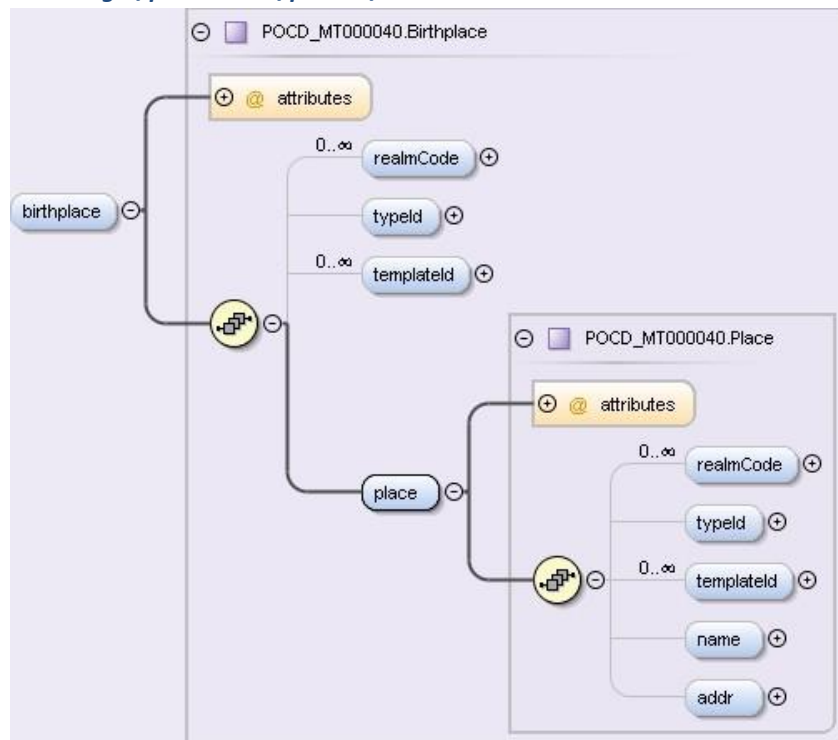 POCD_MT000040.Birthplace
@ attributes
0..∞
realmCode
birthplace
typeId
0..∞
templateId
POCD_MT000040.Place
@ attributes
0..∞
realmCode
place
typeId
0..∞
templateId
name
addr